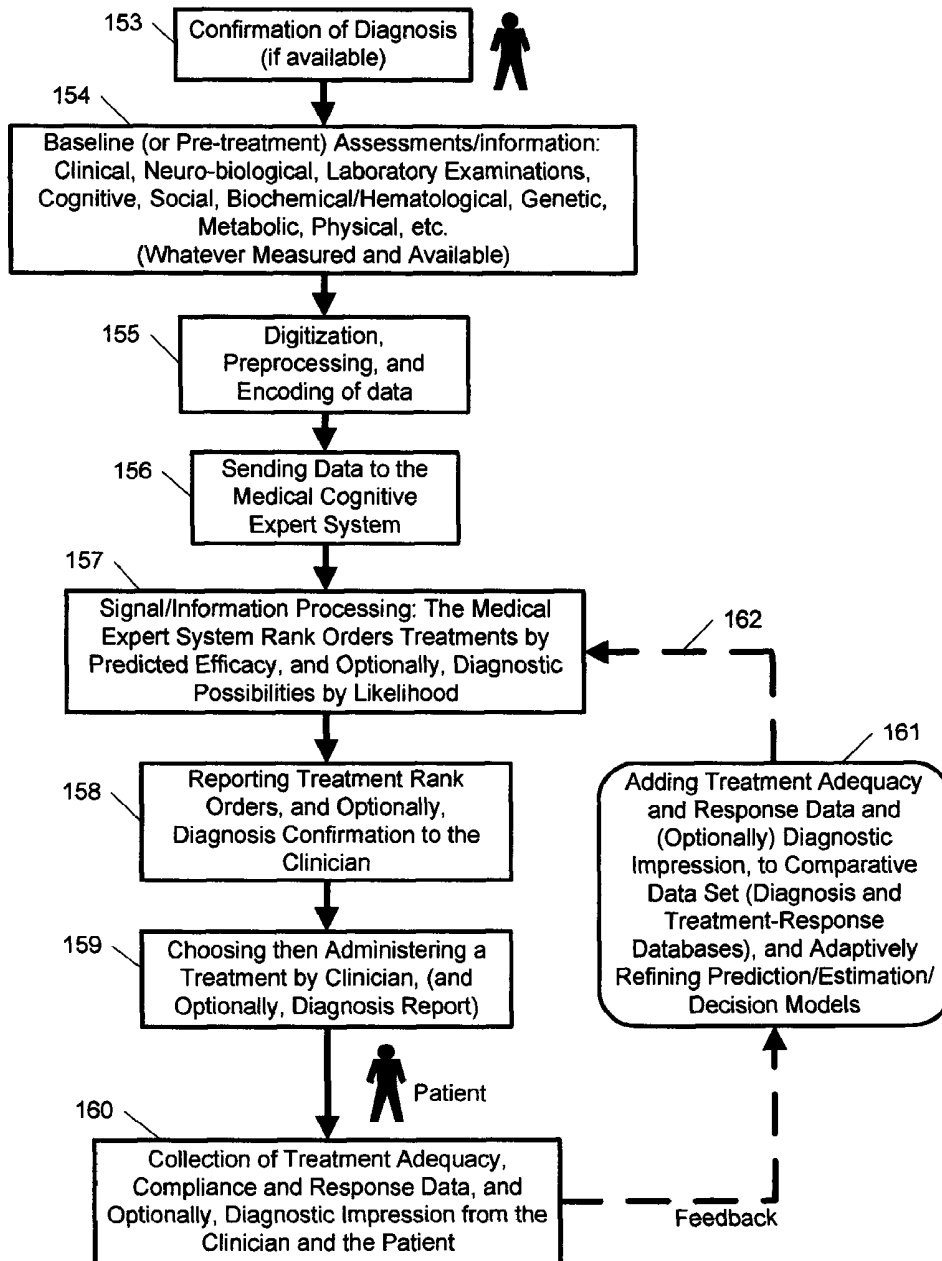 153
Confirmation of Diagnosis
(if available)
154
Baseline (or Pre-treatment) Assessments/information:
Clinical, Neuro-biological, Laboratory Examinations,
Cognitive, Social, Biochemical/Hematological, Genetic,
Metabolic, Physical, etc.
(Whatever Measured and Available)
155
Digitization,
Preprocessing, and
Encoding of data
156
Sending Data to the
Medical Cognitive
Expert System
157
Signal/Information Processing: The Medical
Expert System Rank Orders Treatments by
Predicted Efficacy, and Optionally, Diagnostic
Possibilities by Likelihood
162
158
Reporting Treatment Rank
Orders, and Optionally,
Diagnosis Confirmation to the
Clinician
161
Adding Treatment Adequacy
and Response Data and
(Optionally) Diagnostic
Impression, to Comparative
Data Set (Diagnosis and
Treatment-Response
Databases), and Adaptively
Refining Prediction/Estimation/
Decision Models
159
Choosing then Administering a
Treatment by Clinician, (and
Optionally, Diagnosis Report)
Patient
160
Collection of Treatment Adequacy,
Compliance and Response Data, and
Optionally, Diagnostic Impression from the
Clinician and the Patient
Feedback